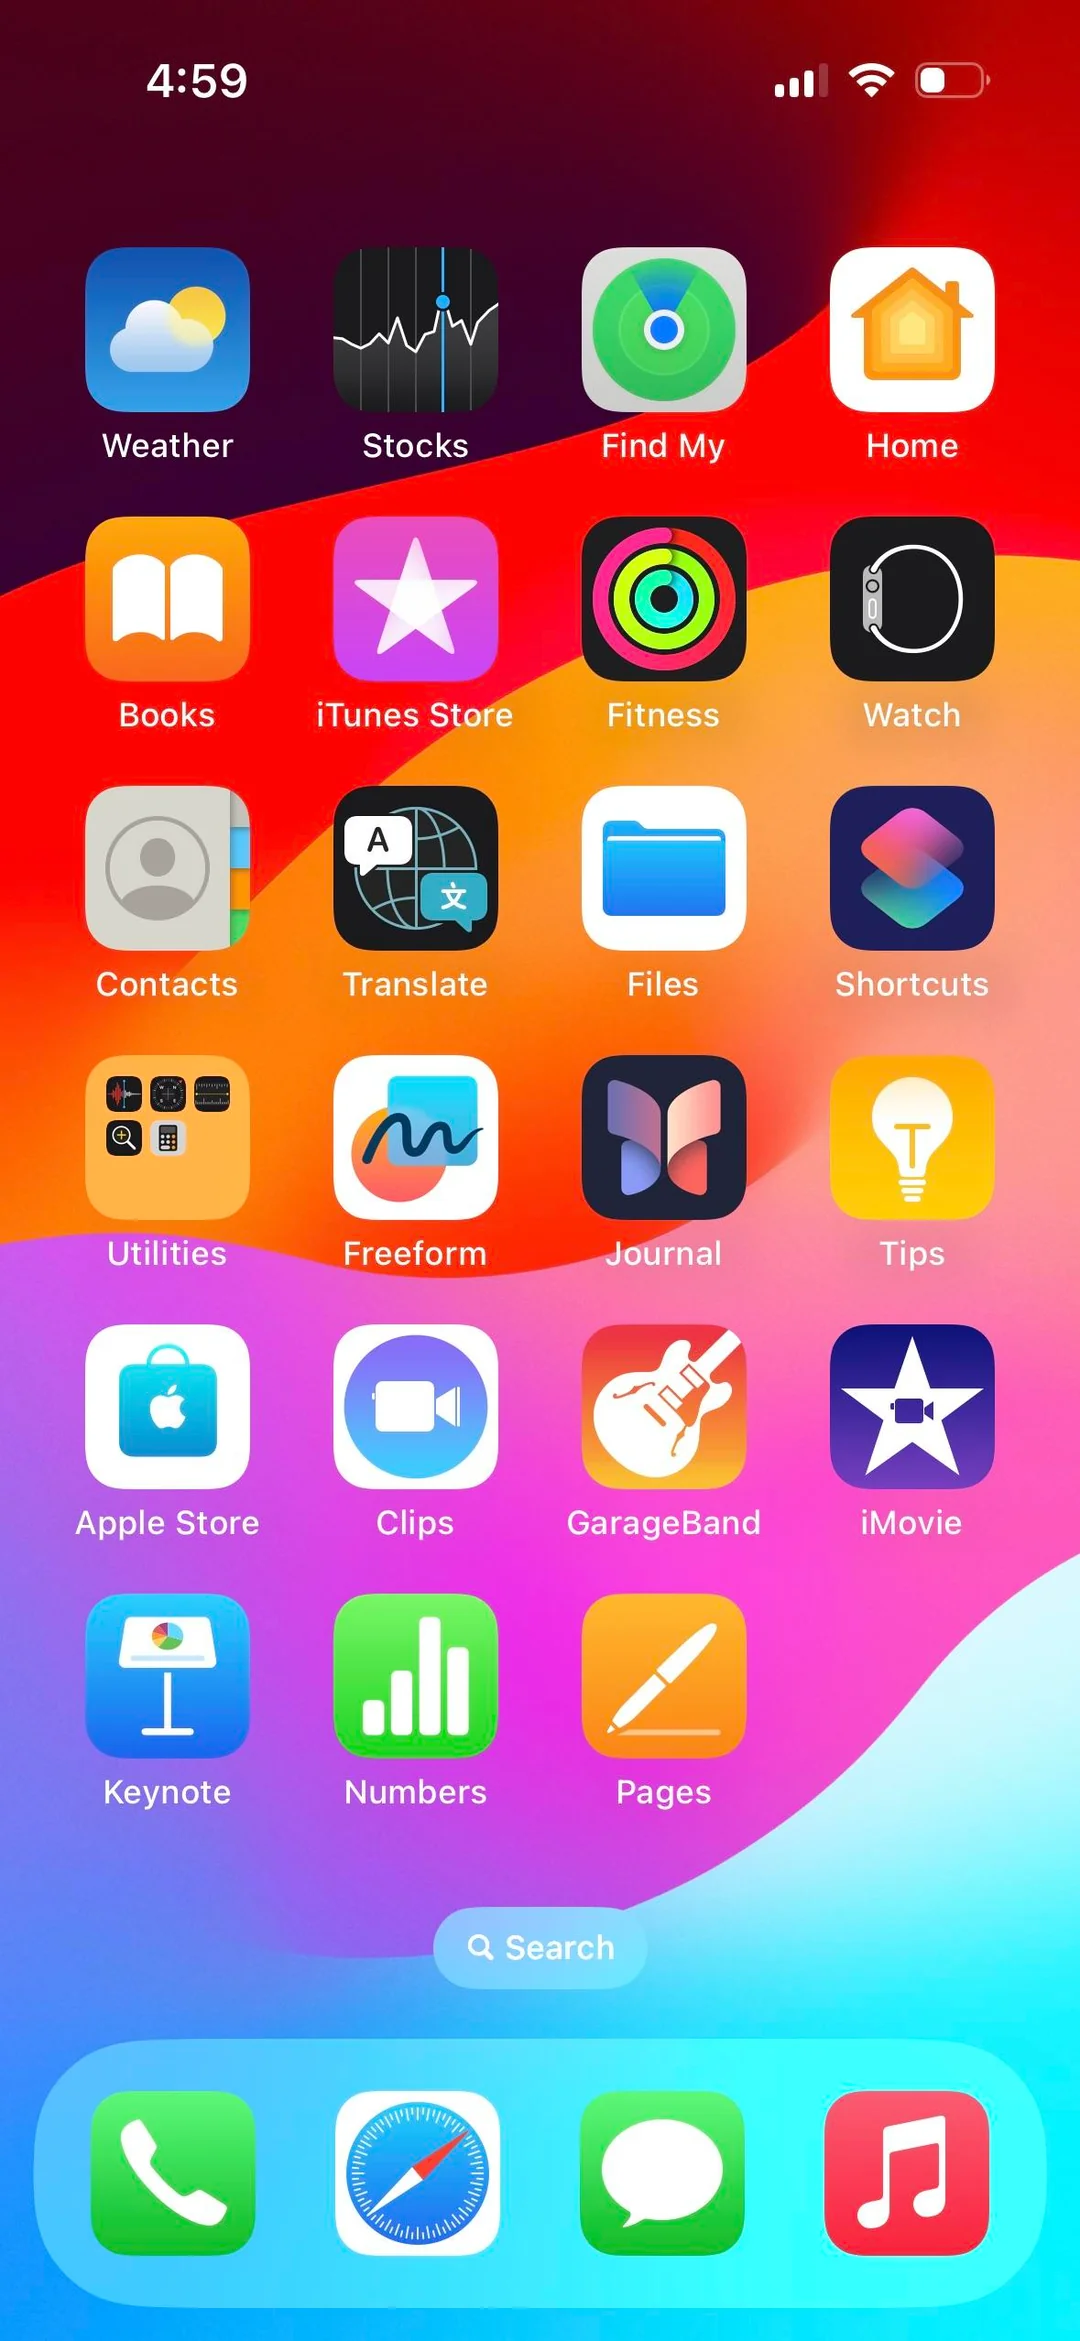 4:59
Weather Stocks Find My Home
Books iTunes Store Fitness Watch
A
文
Contacts Translate Files Shortcuts
Utilities Freeform Journal Tips
Apple Store Clips GarageBand iMovie
Keynote Numbers Pages
Search